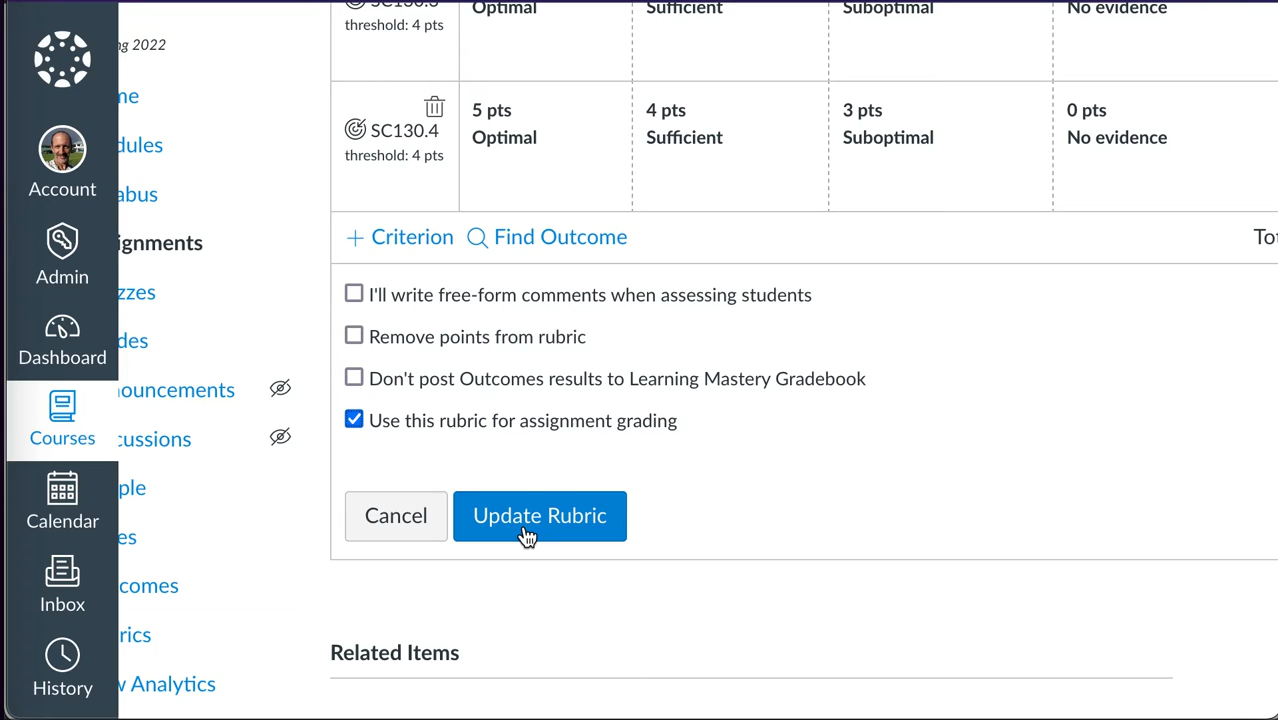 SC130.3
threshold: 4 pts
Optimal
Sufficient
Suboptimal
No evidence
ng 2022
me
dules
abus
ignments
zzes
des
ouncements
cussions
ple
es
comes
rics
w Analytics
Account
Admin
Dashboard
Courses
Calendar
Inbox
History
SC130.4
threshold: 4 pts
5 pts
Optimal
4 pts
Sufficient
3 pts
Suboptimal
0 pts
No evidence
Criterion
Find Outcome
Tot
I'll write free-form comments when assessing students
Remove points from rubric
Don't post Outcomes results to Learning Mastery Gradebook
Use this rubric for assignment grading
Cancel
Update Rubric
Related Items